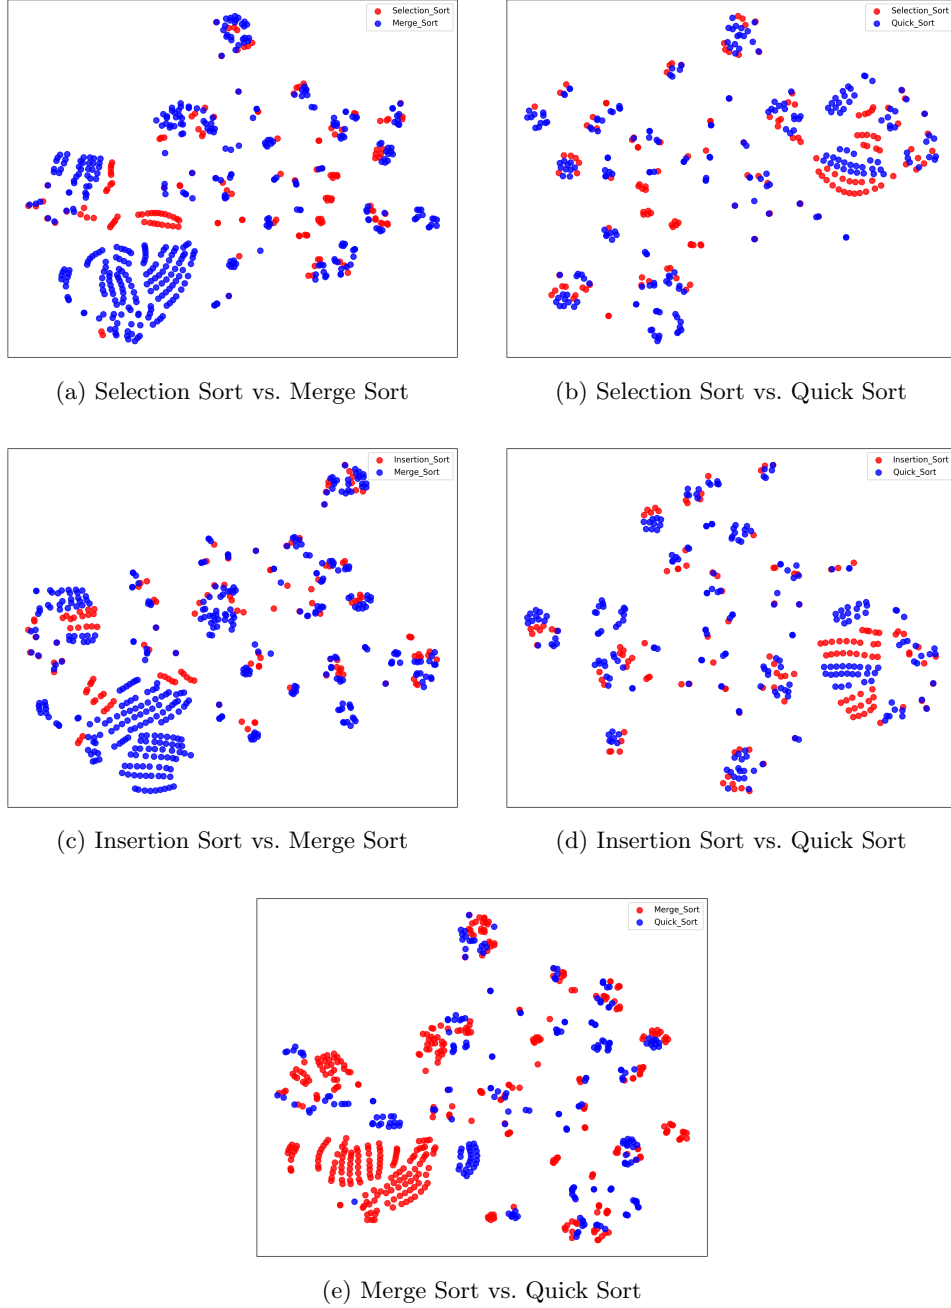 Selection_Sort
Merge_Sort
Selection_Sort
Quick_Sort
(a) Selection Sort vs. Merge Sort
(b) Selection Sort vs. Quick Sort
Insertion_Sort
Merge_Sort
Insertion_Sort
Quick_Sort
(c) Insertion Sort vs. Merge Sort
(d) Insertion Sort vs. Quick Sort
Merge_Sort
Quick_Sort
(e) Merge Sort vs. Quick Sort